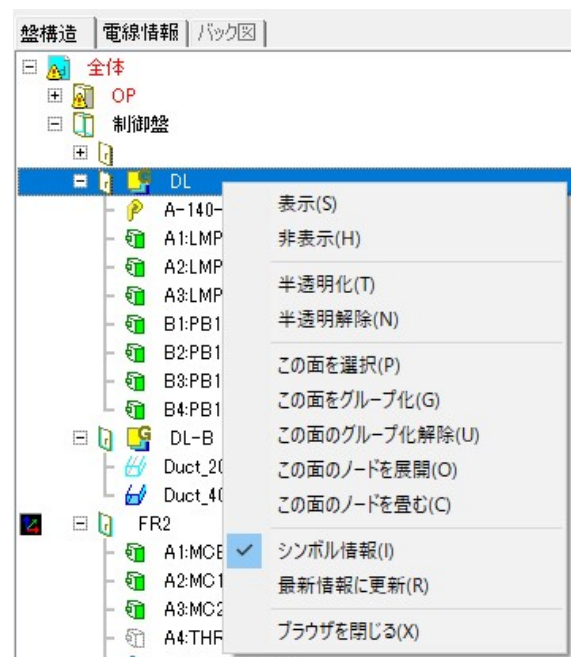 盤構造 電線情報 バック図
全体
OP
制御盤
DL
A-140-
A1:LMP
A2:LMP
A3:LMP
B1:PB1
B2:PB1
B3:PB1
B4:PB1
DL-B
Duct_20
Duct_40
FR2
A1:MCB
A2:MC1
A3:MC2
A4:THR
表示(S)
非表示(H)
半透明化(T)
半透明解除(N)
この面を選択(P)
この面をグループ化(G)
この面のグループ化解除(U)
この面のノードを展開(O)
この面のノードを畳む(C)
シンボル情報(I)
最新情報に更新(R)
ブラウザを閉じる(X)